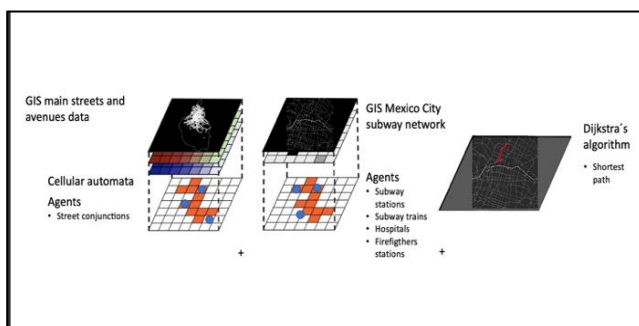 GIS main streets and
avenues data
Cellular automata
Agents
• Street conjunctions
+
GIS Mexico City
subway network
Agents
• Subway
stations
• Subway trains
• Hospitals
• Firefigthers
stations
+
Dijkstra´s
algorithm
• Shortest
path